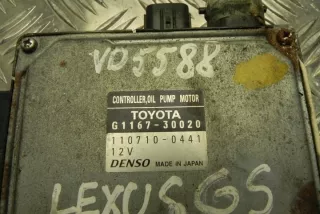 VD5588
CONTROLLER,OIL PUMP MOTOR
TOYOTA
G1167-30020
110710-0441
12V
DENSO MADE IN JAPAN
LEXUS GS